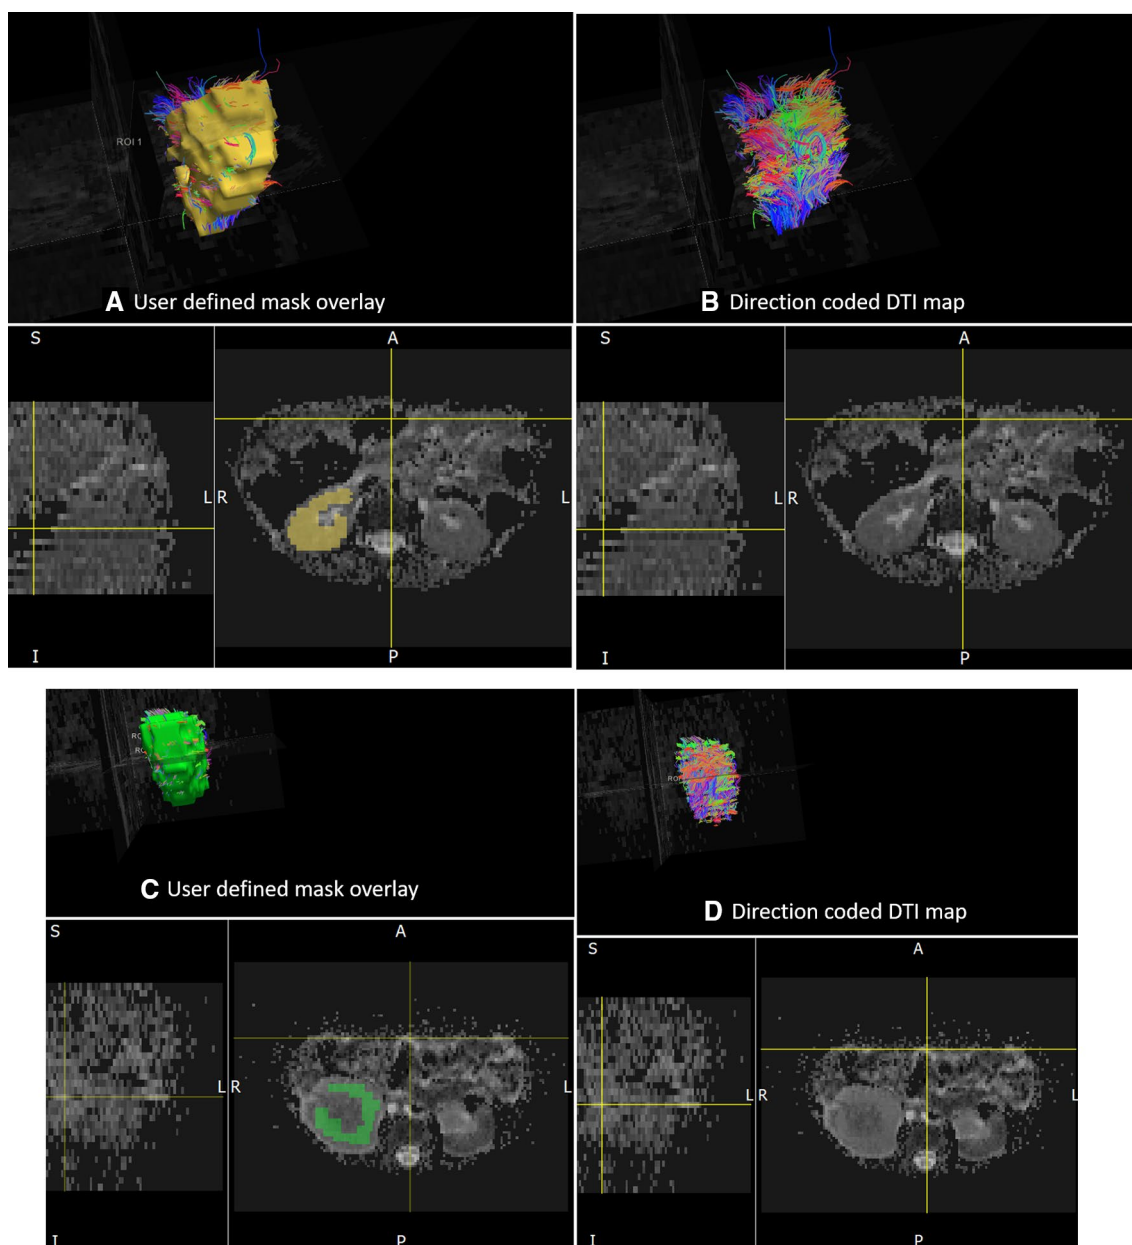 ROI 1
A User defined mask overlay
B Direction coded DTI map
S
A
L
R
L
I
P
S
A
L
R
L
I
P
C User defined mask overlay
D Direction coded DTI map
S
A
L
R
L
I
P
S
A
L
R
L
I
P